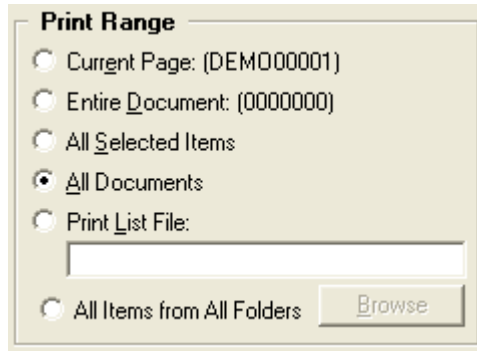 Print Range
Current Page: (DEMO00001)
Entire Document: (0000000)
All Selected Items
All Documents
Print List File:
All Items from All Folders Browse